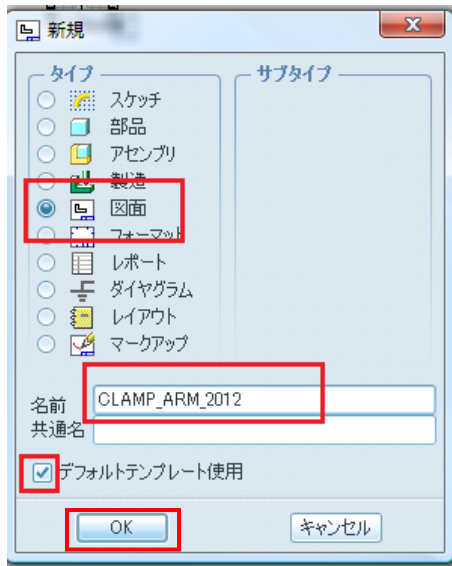 新規
タイプ
サブタイプ
スケッチ
部品
アセンブリ
製造
図面
フォーマット
レポート
ダイヤグラム
レイアウト
マークアップ
名前 CLAMP_ARM_2012
共通名
デフォルトテンプレート使用
OK キャンセル